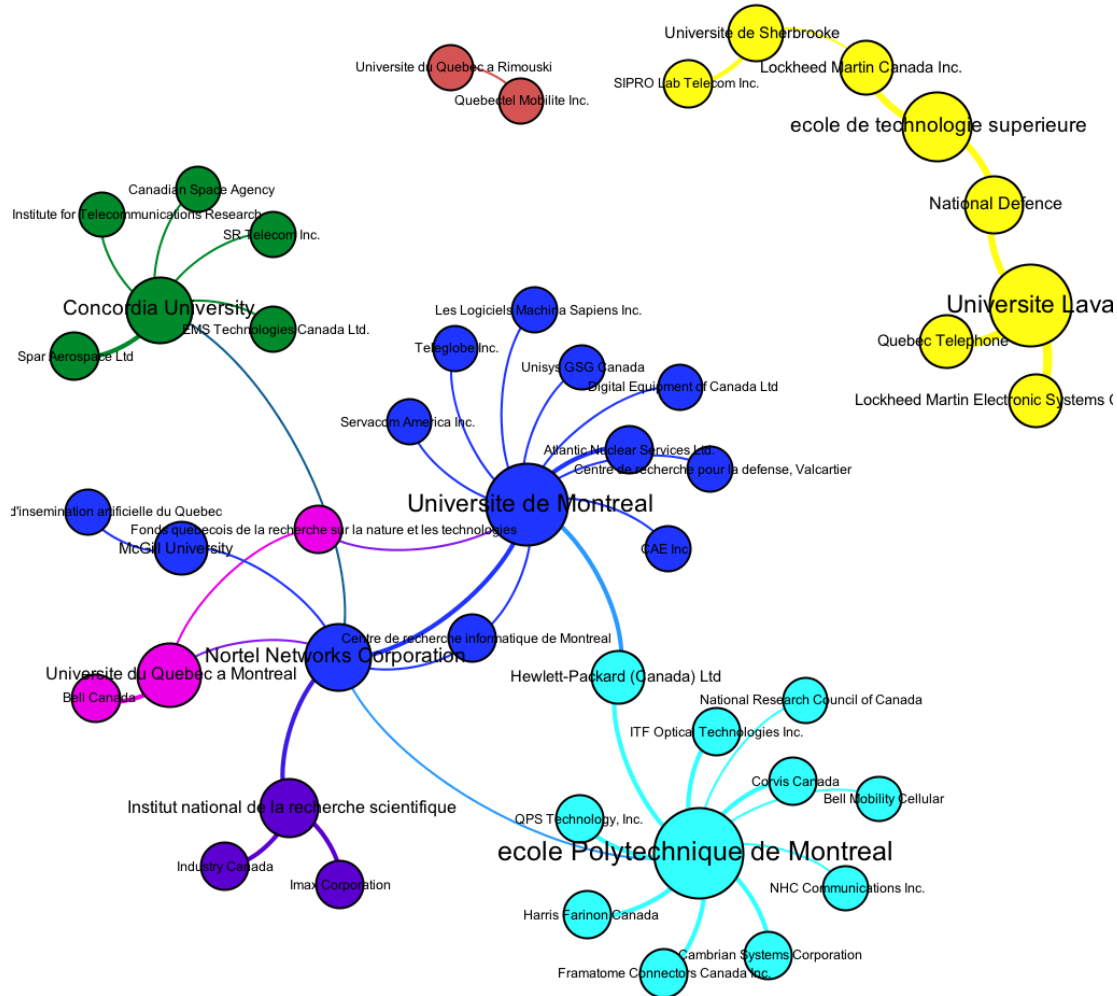 Université de Sherbrooke
Universite du Quebec a Rimouski
Lockheed Martin Canada Inc.
SIPRO Lab Telecom Inc.
Quebectel Mobilite Inc.
ecole de technologie superieure
Canadian Space Agency
Institute for Telecommunications Research
National Defence
SR Telecom Inc.
Universite Lava
Concordia University
Les Logiciels Machina Sapiens Inc.
EMS Technologies Canada Ltd.
Quebec Telephone
Teleglobe Inc.
Spar Aerospace Ltd
Unisys GSG Canada
Digital Equipment of Canada Ltd
Lockheed Martin Electronic Systems C
Servacom America Inc.
Atlantic Nuclear Services Ltd.
Centre de recherche pour la defense, Valcartier
Universite de Montreal
d'insemination artificielle du Quebec
Fonds quebecois de la recherche sur la nature et les technologies
McGill University
CAE Inc
Centre de recherche informatique de Montreal
Nortel Networks Corporation
Universite du Quebec a Montreal
Hewlett-Packard (Canada) Ltd
Bell Canada
National Research Council of Canada
ITF Optical Technologies Inc.
Corvis Canada
Bell Mobility Cellular
Institut national de la recherche scientifique
QPS Technology, Inc.
ecole Polytechnique de Montreal
Industry Canada
Imax Corporation
NHC Communications Inc.
Harris Farinon Canada
Cambrian Systems Corporation
Framatome Connectors Canada Inc.